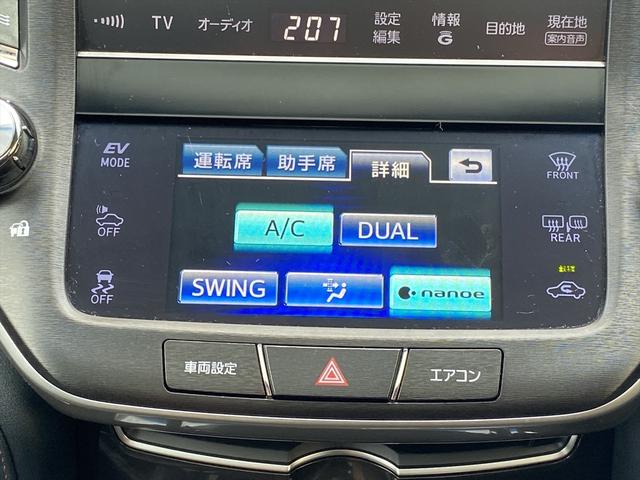 TV
オーディオ
207
設定
編集
情報
G
目的地
現在地
案内音声
EV
MODE
運転席
助手席
詳細
FRONT
OFF
A/C
DUAL
REAR
OFF
SWING
nanoe
車両設定
エアコン